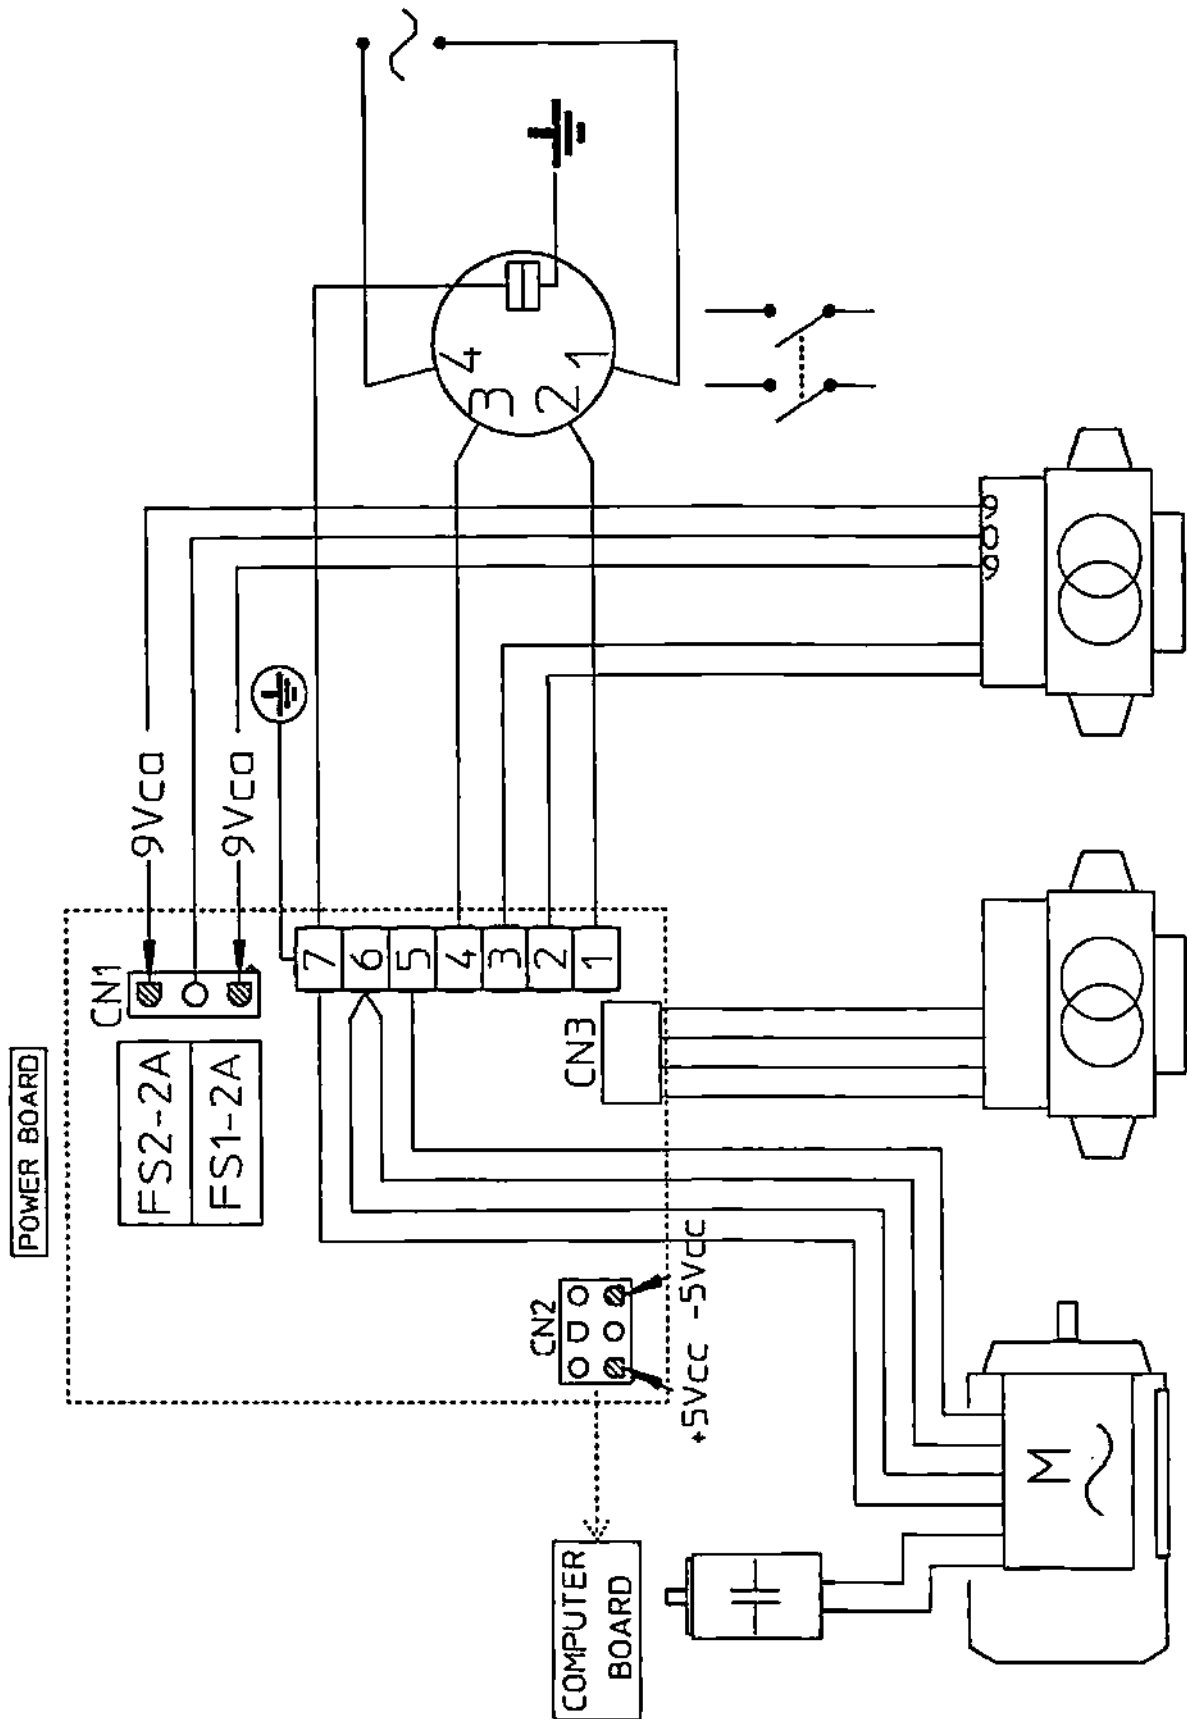 POWER BOARD
CN1
FS2-2A
FS1-2A
9Vca
9Vca
7
6
5
4
3
2
1
4
3
2
1
CN3
CN2
+5Vcc
-5Vcc
COMPUTER
BOARD
M